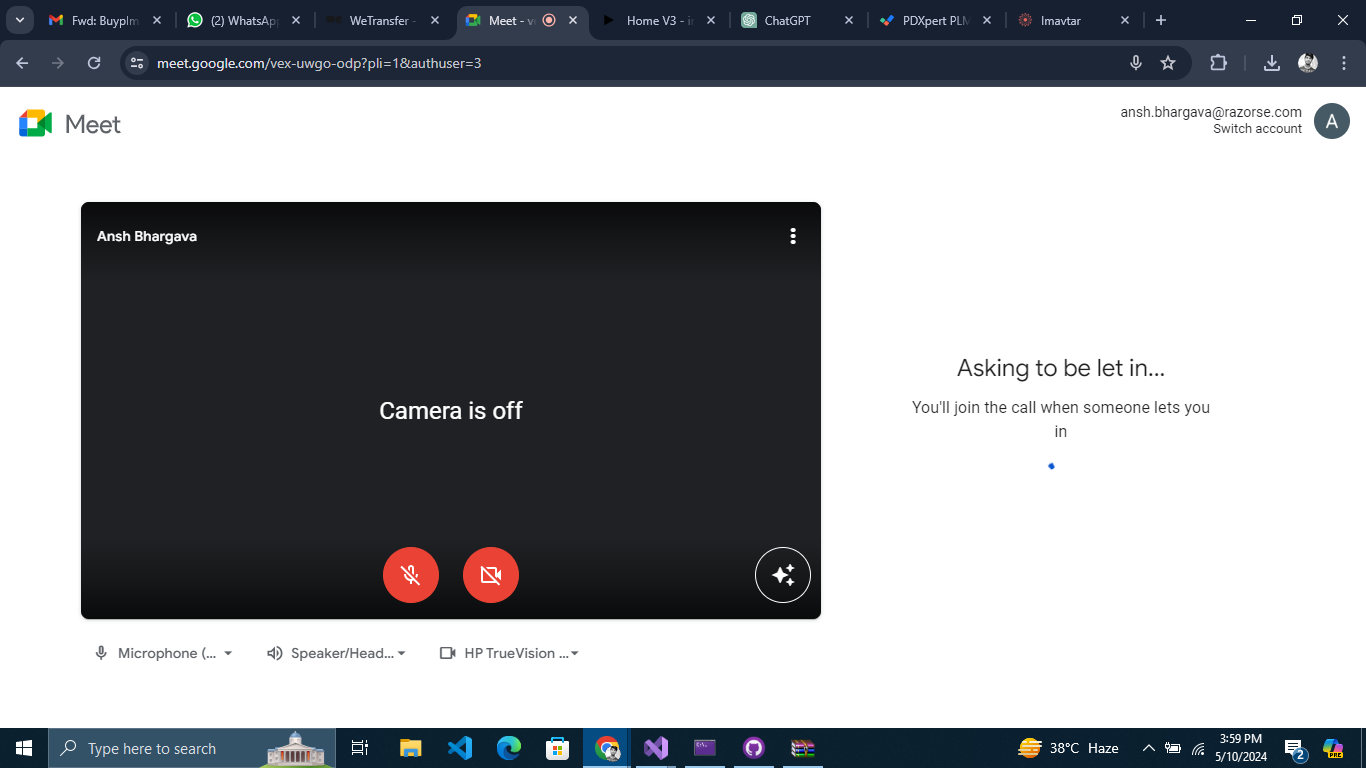 Fwd: Buyplm
(2) WhatsApp
WeTransfer -
Meet - v
Home V3 - i
ChatGPT
PDXpert PLM
Imavtar
meet.google.com/vex-uwgo-odp?pli=1&authuser=3
Meet
ansh.bhargava@razorse.com
Switch account
A
Ansh Bhargava
Camera is off
Asking to be let in...
You'll join the call when someone lets you
in
Microphone (...
Speaker/Head...
HP TrueVision ...
Type here to search
38°C Haze
3:59 PM
5/10/2024
2
PRE